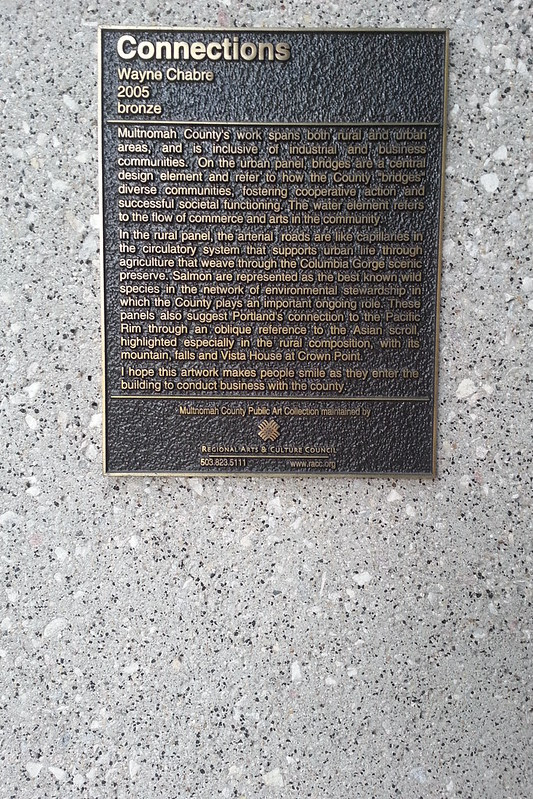 Connections
Wayne Chabre
2005
bronze
Multnomah County's work spans both rural and urban
areas, and is inclusive of industrial and business
communities. On the urban panel, bridges are a central
design element and refer to how the County "bridges"
diverse communities, fostering cooperative action and
successful societal functioning. The water element refers
to the flow of commerce and arts in the community.
In the rural panel, the arterial roads are like capillaries in
the circulatory system that supports urban life through
agriculture that weave through the Columbia Gorge scenic
preserve. Salmon are represented as the best known wild
species in the network of environmental stewardship in
which the County plays an important ongoing role. These
panels also suggest Portland's connection to the Pacific
Rim through an oblique reference to the Asian scroll,
highlighted especially in the rural composition, with its
mountain, falls and Vista House at Crown Point.
I hope this artwork makes people smile as they enter the
building to conduct business with the county.
Multnomah County Public Art Collection maintained by
REGIONAL ARTS & CULTURE COUNCIL
503.823.5111 www.racc.org